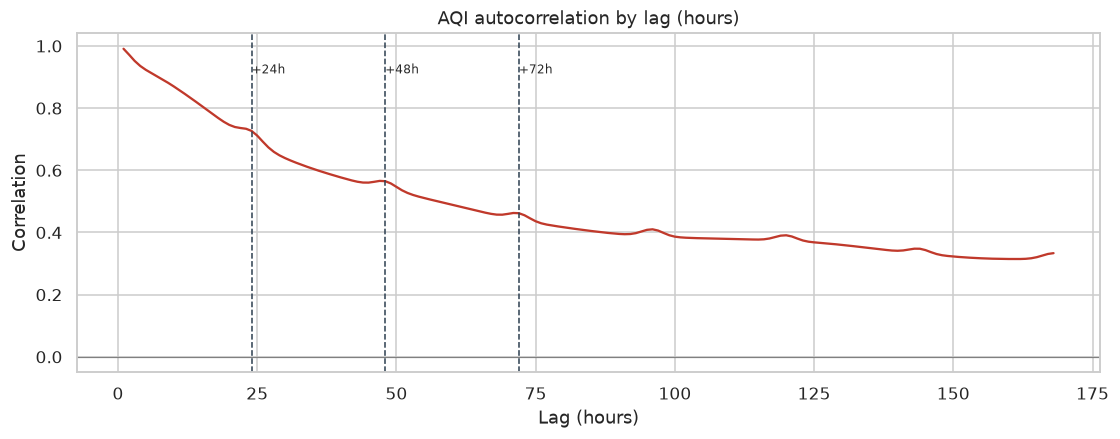 AQI autocorrelation by lag (hours)
1.0
0.8
0.6
0.4
0.2
0.0
Correlation
+24h
+48h
+72h
0 25 50 75 100 125 150 175
Lag (hours)